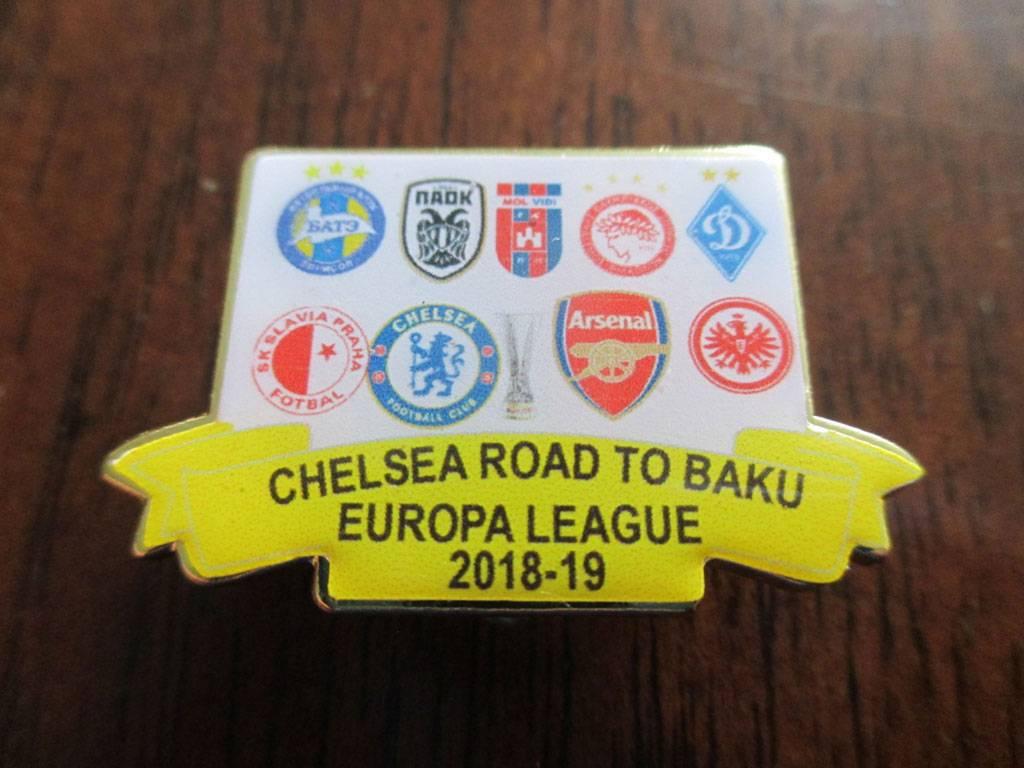 БАТЭ
ПАОК
MOL VIDI
SK SLAVIA PRAHA
FOTBAL
CHELSEA
FOOTBALL CLUB
Arsenal
CHELSEA ROAD TO BAKU
EUROPA LEAGUE
2018-19